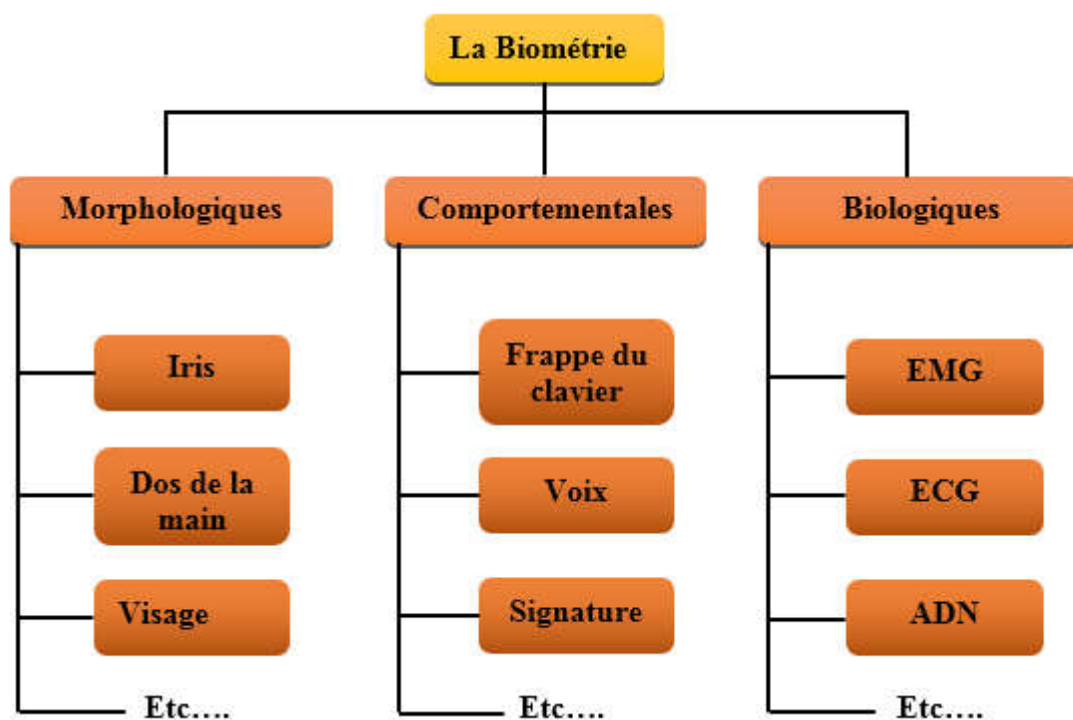 La Biométrie
Morphologiques
Iris
Dos de la
main
Visage
Etc….
Comportementales
Frappe du
clavier
Voix
Signature
Etc….
Biologiques
EMG
ECG
ADN
Etc….